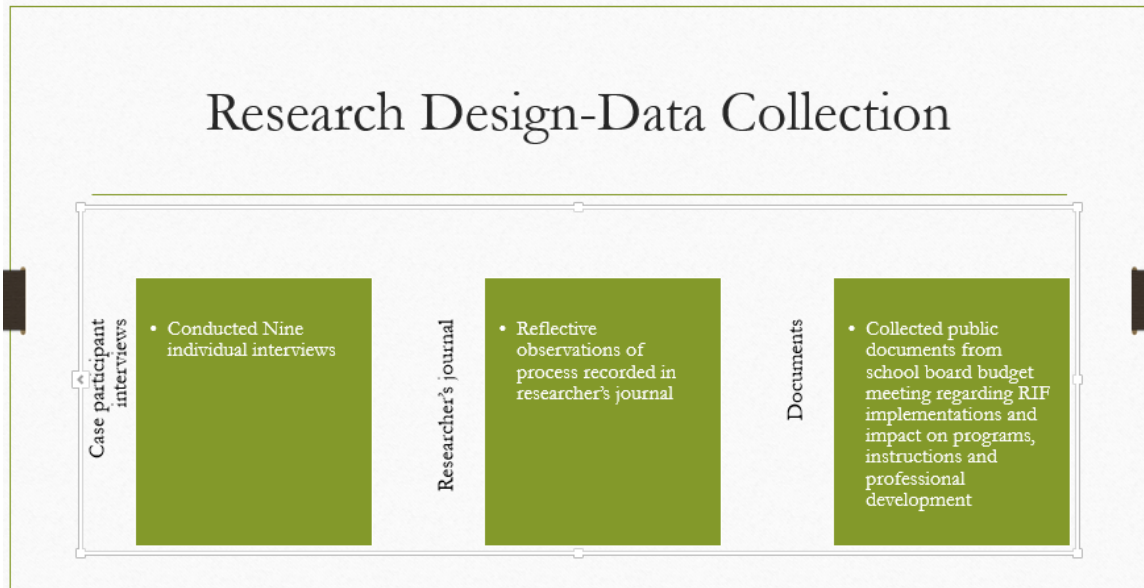 Research Design-Data Collection
Case participant
interviews
• Conducted Nine
individual interviews
Researcher's journal
• Reflective
observations of
process recorded in
researcher's journal
Documents
• Collected public
documents from
school board budget
meeting regarding RIF
implementations and
impact on programs,
instructions and
professional
development